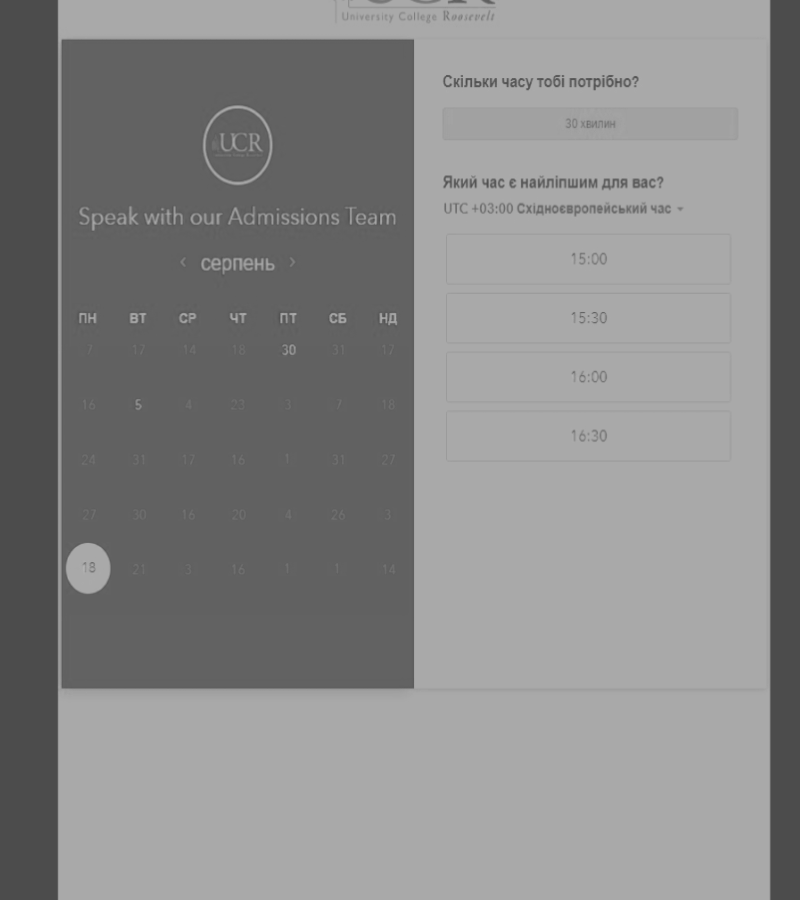 UCR
University College Roosevelt
UCR
Speak with our Admissions Team
‹ серпень ›
ПН ВТ СР ЧТ ПТ СБ НД
7 17 14 18 30 31 17
16 5 4 23 3 7 18
24 31 17 16 1 31 27
27 30 16 20 4 26 3
18 21 3 16 1 1 14
Скільки часу тобі потрібно?
30 хвилин
Який час є найліпшим для вас?
UTC +03:00 Східноєвропейський час
15:00
15:30
16:00
16:30